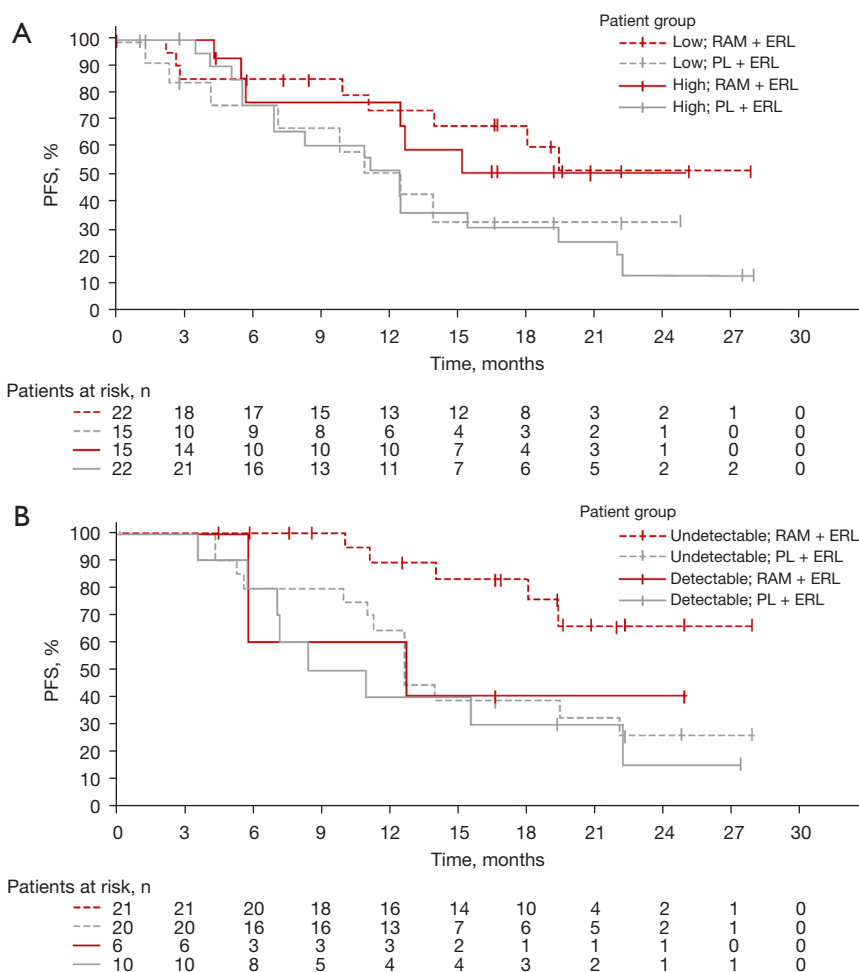 A
Patient group
Low; RAM + ERL
Low; PL + ERL
High; RAM + ERL
High; PL + ERL
PFS, %
100
90
80
70
60
50
40
30
20
10
0
0 3 6 9 12 15 18 21 24 27 30
Time, months
Patients at risk, n
22 18 17 15 13 12 8 3 2 1 0
15 10 9 8 6 4 3 2 1 0 0
15 14 10 10 10 7 4 3 1 0 0
22 21 16 13 11 7 6 5 2 2 0
B
Patient group
Undetectable; RAM + ERL
Undetectable; PL + ERL
Detectable; RAM + ERL
Detectable; PL + ERL
PFS, %
100
90
80
70
60
50
40
30
20
10
0
0 3 6 9 12 15 18 21 24 27 30
Time, months
Patients at risk, n
21 21 20 18 16 14 10 4 2 1 0
20 20 16 16 13 7 6 5 2 1 0
6 6 3 3 3 2 1 1 1 0 0
10 10 8 5 4 4 3 2 1 1 0